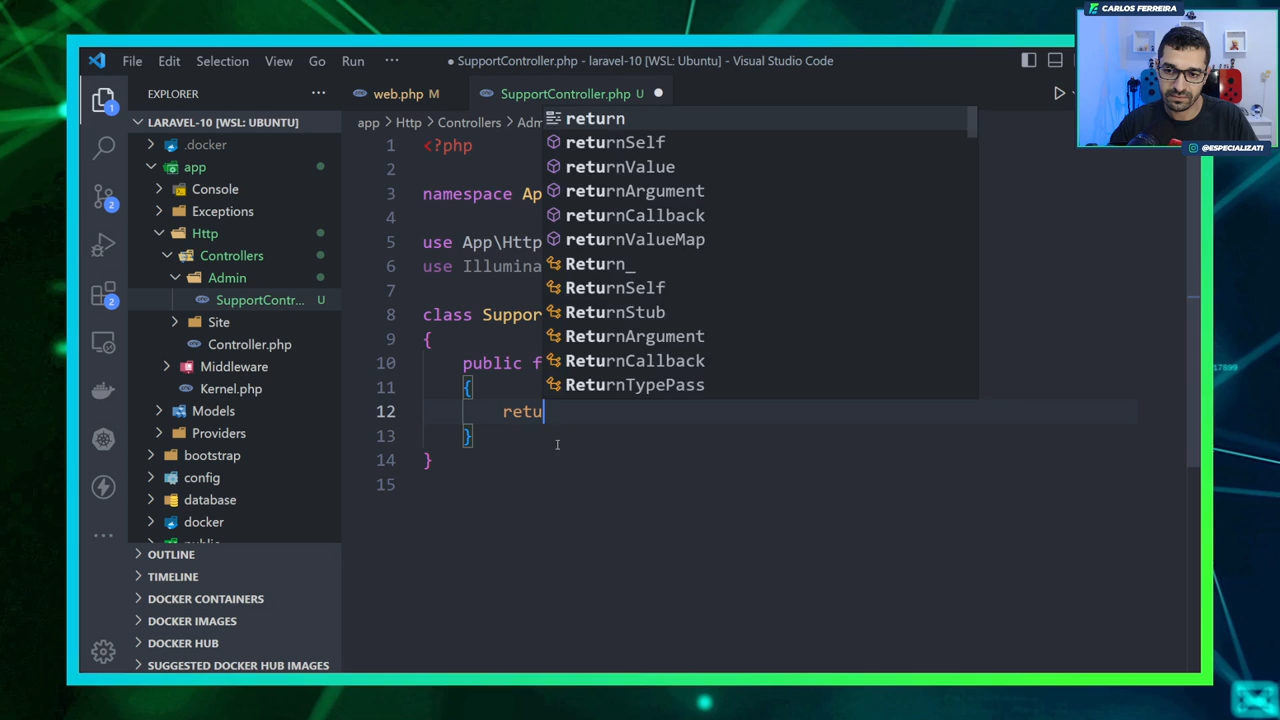 CARLOS FERREIRA
@ESPECIALIZATI
File Edit Selection View Go Run ···
● SupportController.php - laravel-10 [WSL: Ubuntu] - Visual Studio Code
EXPLORER ···
web.php M
SupportController.php U ●
LARAVEL-10 [WSL: UBUNTU]
.docker
app
Console
Exceptions
Http
Controllers
Admin
SupportContr... U
Site
Controller.php
Middleware
Kernel.php
Models
Providers
bootstrap
config
database
docker
public
OUTLINE
TIMELINE
DOCKER CONTAINERS
DOCKER IMAGES
DOCKER HUB
SUGGESTED DOCKER HUB IMAGES
1
2
2
app > Http > Controllers > Adm
1 <?php
2
3 namespace Ap
4
5 use App\Http
6 use Illumina
7
8 class Suppor
9 {
10 public f
11 {
12 retu
13 }
14 }
15
return
returnSelf
returnValue
returnArgument
returnCallback
returnValueMap
Return_
ReturnSelf
ReturnStub
ReturnArgument
ReturnCallback
ReturnTypePass
17899